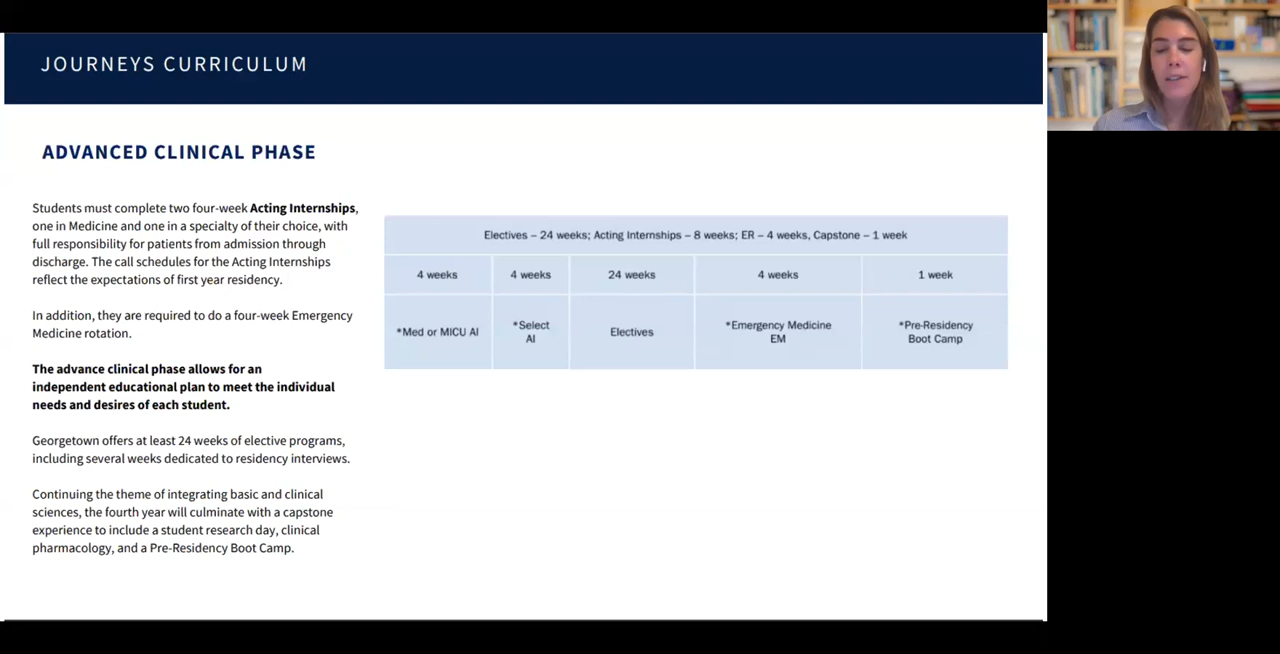 JOURNEYS CURRICULUM
ADVANCED CLINICAL PHASE
Students must complete two four-week Acting Internships,
one in Medicine and one in a specialty of their choice, with
full responsibility for patients from admission through
discharge. The call schedules for the Acting Internships
reflect the expectations of first year residency.
In addition, they are required to do a four-week Emergency
Medicine rotation.
The advance clinical phase allows for an
independent educational plan to meet the individual
needs and desires of each student.
Georgetown offers at least 24 weeks of elective programs,
including several weeks dedicated to residency interviews.
Continuing the theme of integrating basic and clinical
sciences, the fourth year will culminate with a capstone
experience to include a student research day, clinical
pharmacology, and a Pre-Residency Boot Camp.
Electives – 24 weeks; Acting Internships – 8 weeks; ER – 4 weeks, Capstone – 1 week
4 weeks
4 weeks
24 weeks
4 weeks
1 week
*Med or MICU AI
*Select
AI
Electives
*Emergency Medicine
EM
*Pre-Residency
Boot Camp